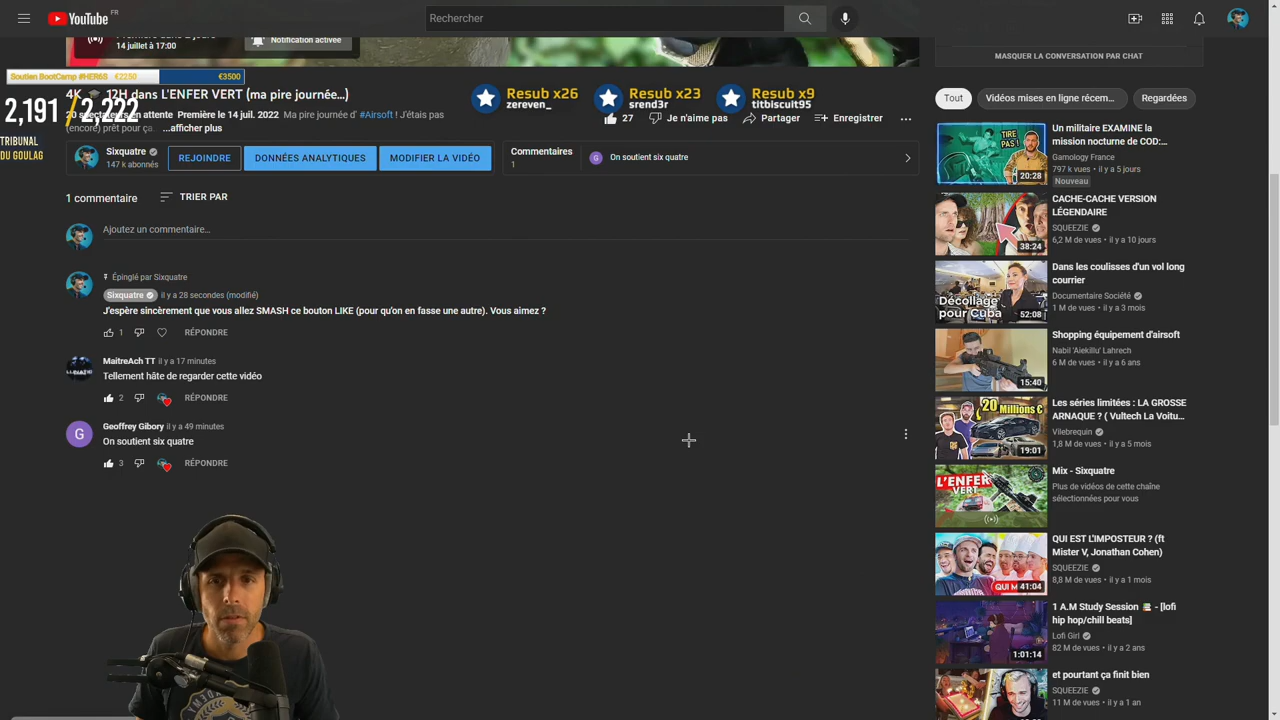 FR
YouTube
Rechercher
14 juillet à 17:00
Notification activée
MASQUER LA CONVERSATION PAR CHAT
Soutien BootCamp #HER6S €2250
€3500
4K 12H dans L'ENFER VERT (ma pire journée...)
2,191 / 2,222
spectateurs en attente Première le 14 juil. 2022 Ma pire journée d' #Airsoft ! J'étais pas
(encore) prêt pour ça. ...afficher plus
TRIBUNAL
DU GOULAG
Resub x26
zereven_
Resub x23
srend3r
Resub x9
titbiscuit95
27
Je n'aime pas
Partager
Enregistrer
Sixquatre
147 k abonnés
REJOINDRE
DONNÉES ANALYTIQUES
MODIFIER LA VIDÉO
Commentaires
1
G
On soutient six quatre
1 commentaire
TRIER PAR
Ajoutez un commentaire...
Épinglé par Sixquatre
Sixquatre il y a 28 secondes (modifié)
J'espère sincèrement que vous allez SMASH ce bouton LIKE (pour qu'on en fasse une autre). Vous aimez ?
1
RÉPONDRE
MaitreAch TT il y a 17 minutes
Tellement hâte de regarder cette vidéo
2
RÉPONDRE
G
Geoffrey Gibory il y a 49 minutes
On soutient six quatre
3
RÉPONDRE
Tout
Vidéos mises en ligne récem...
Regardées
TIRE
PAS !
20:28
Un militaire EXAMINE la
mission nocturne de COD:...
Gamology France
797 k vues • il y a 5 jours
Nouveau
38:24
CACHE-CACHE VERSION
LÉGENDAIRE
SQUEEZIE
6,2 M de vues • il y a 10 jours
Décollage
pour Cuba
52:08
Dans les coulisses d'un vol long
courrier
Documentaire Société
1 M de vues • il y a 3 mois
15:40
Shopping équipement d'airsoft
Nabil 'Aiekillu' Lahrech
6 M de vues • il y a 6 ans
20 Millions €
19:01
Les séries limitées : LA GROSSE
ARNAQUE ? ( Vultech La Voitu...
Vilebrequin
1,8 M de vues • il y a 5 mois
L'ENFER
VERT
Mix - Sixquatre
Plus de vidéos de cette chaîne
sélectionnées pour vous
QUI M
41:04
QUI EST L'IMPOSTEUR ? (ft
Mister V, Jonathan Cohen)
SQUEEZIE
8,8 M de vues • il y a 1 mois
1:01:14
1 A.M Study Session - [lofi
hip hop/chill beats]
Lofi Girl
82 M de vues • il y a 2 ans
et pourtant ça finit bien
SQUEEZIE
11 M de vues • il y a 1 an